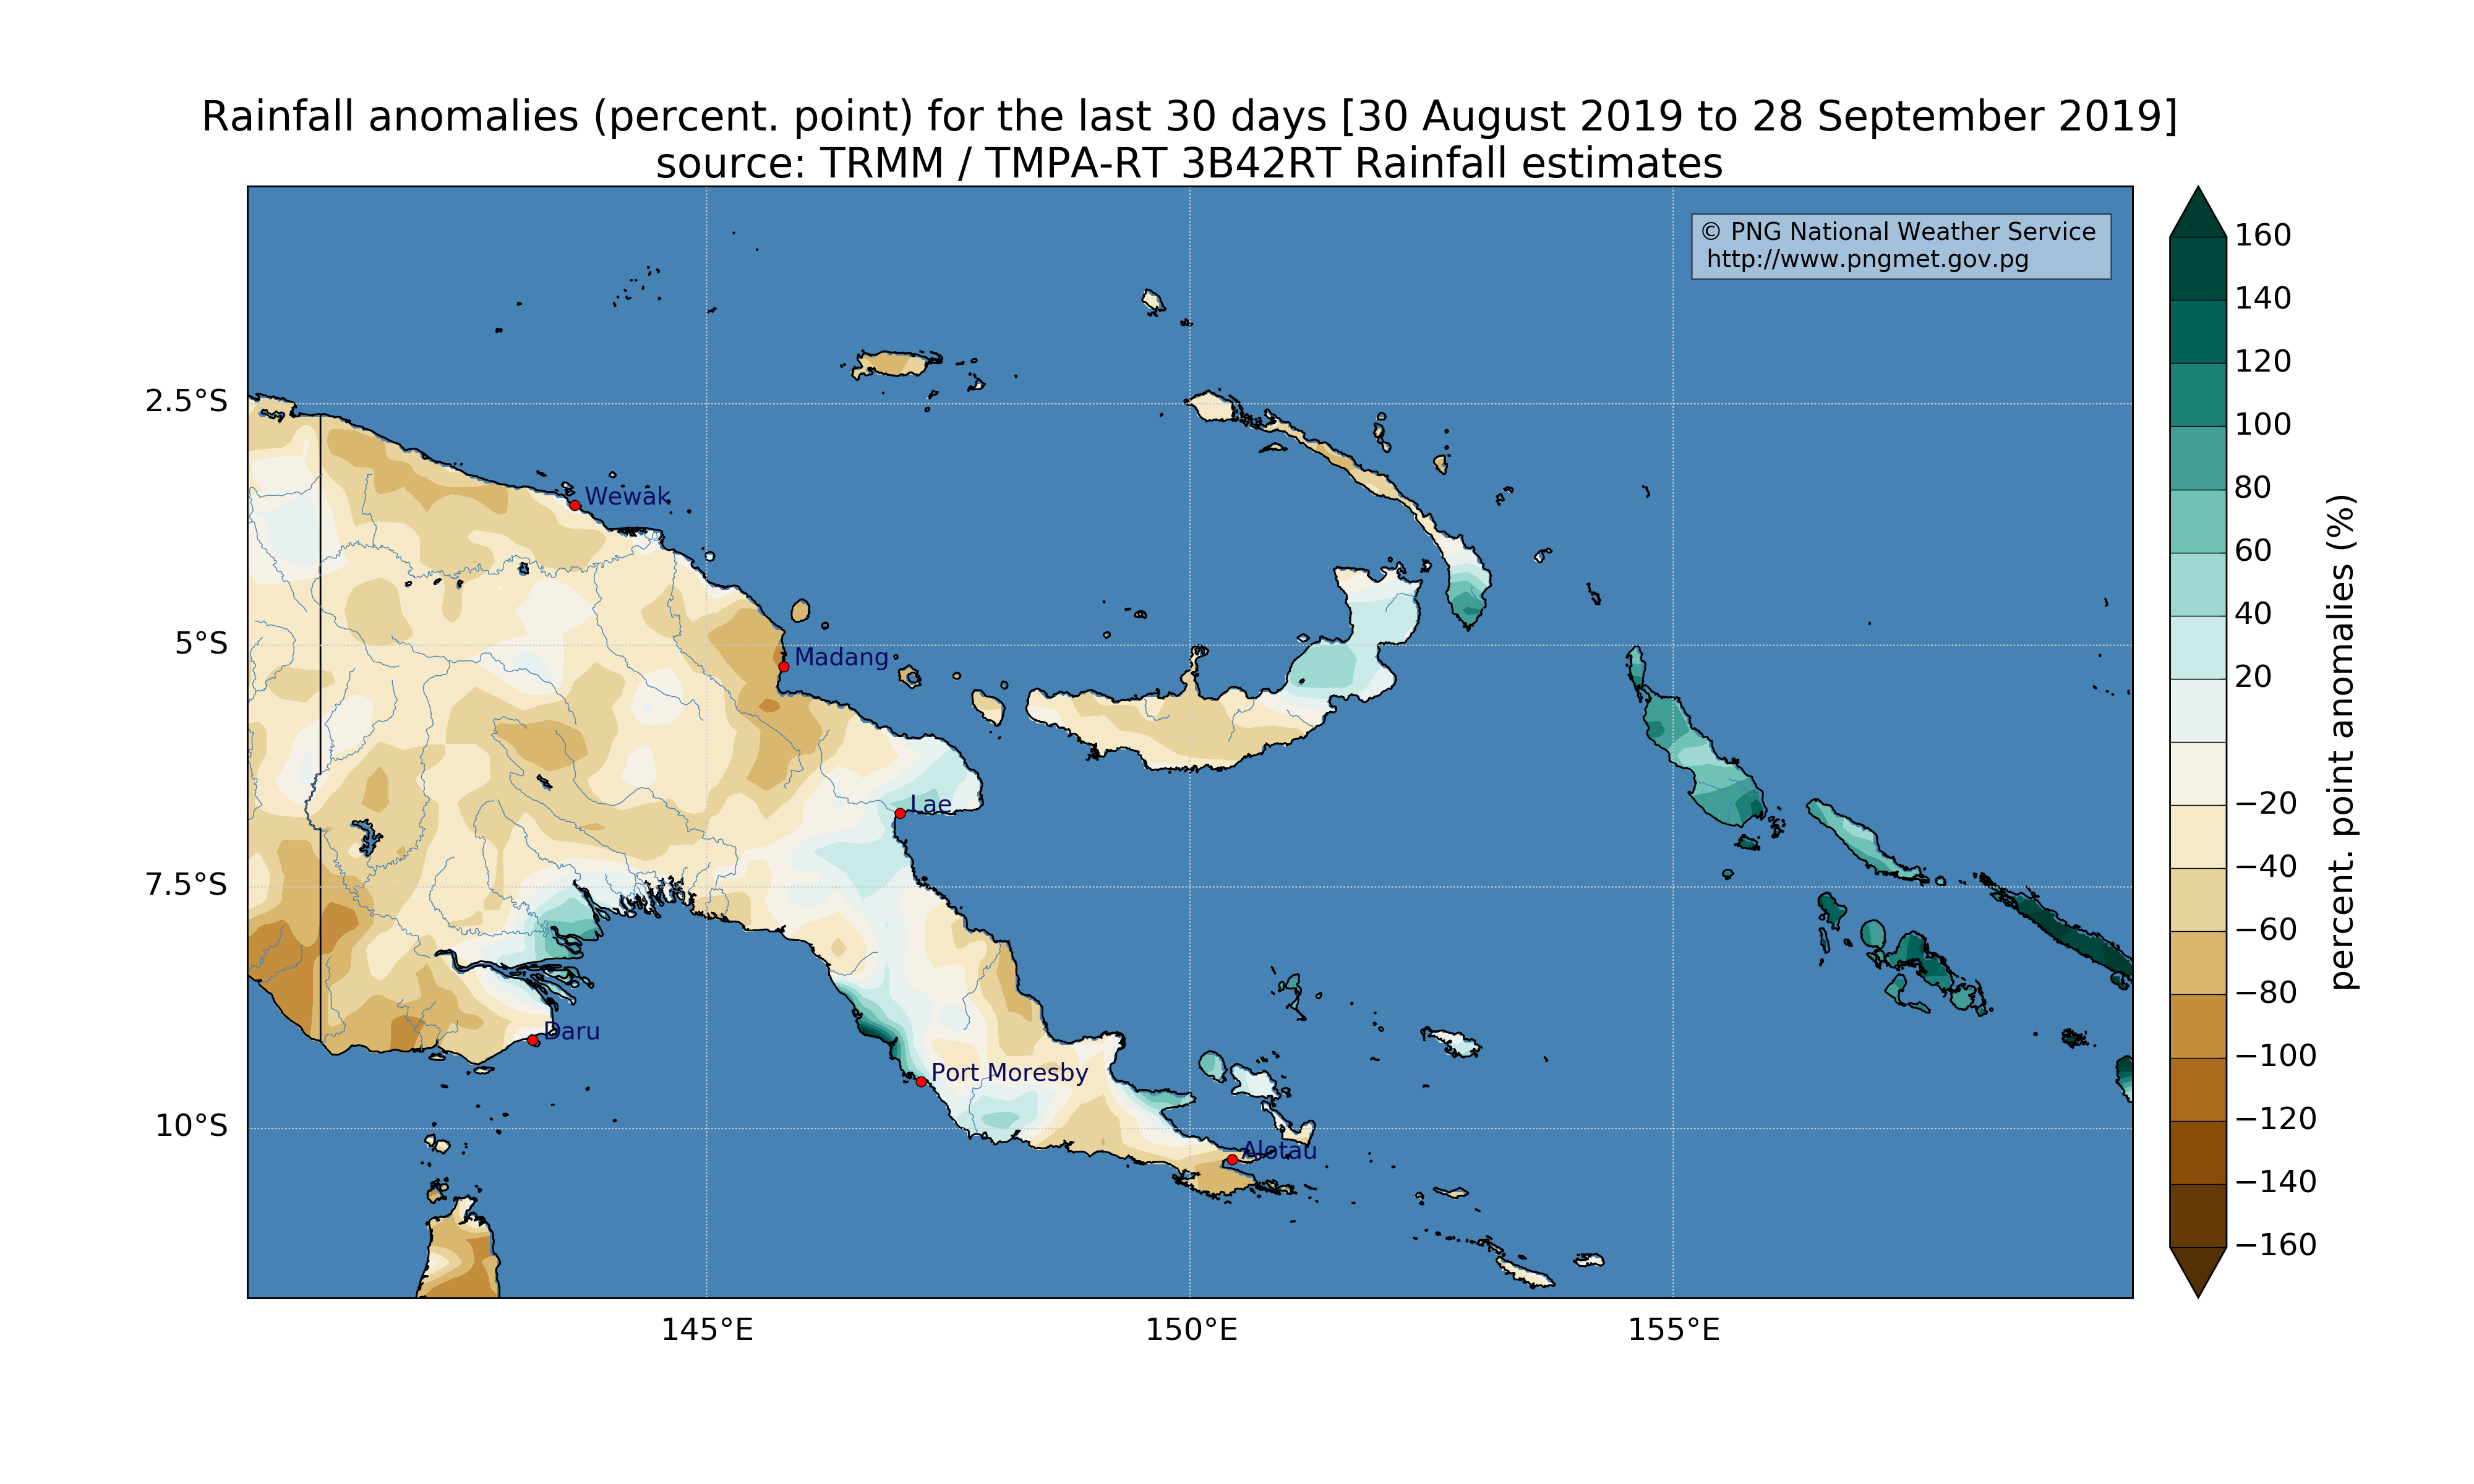 Rainfall anomalies (percent. point) for the last 30 days [30 August 2019 to 28 September 2019]
source: TRMM / TMPA-RT 3B42RT Rainfall estimates
© PNG National Weather Service
http://www.pngmet.gov.pg
2.5°S
5°S
7.5°S
10°S
Wewak
Madang
Lae
Daru
Port Moresby
Alotau
145°E
150°E
155°E
160
140
120
100
80
60
40
20
−20
−40
−60
−80
−100
−120
−140
−160
percent. point anomalies (%)